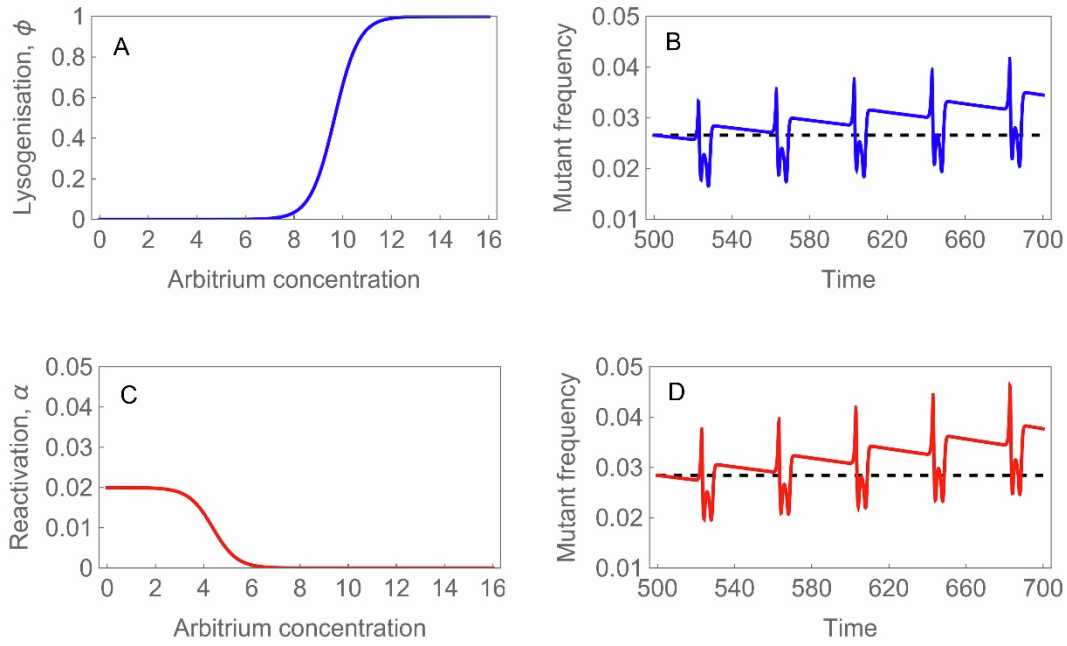 A
Lysogenisation, ϕ
1
0.8
0.6
0.4
0.2
0
0 2 4 6 8 10 12 14 16
Arbitrium concentration
B
Mutant frequency
0.05
0.04
0.03
0.02
0.01
500 540 580 620 660 700
Time
C
Reactivation, α
0.05
0.04
0.03
0.02
0.01
0
0 2 4 6 8 10 12 14 16
Arbitrium concentration
D
Mutant frequency
0.05
0.04
0.03
0.02
0.01
500 540 580 620 660 700
Time